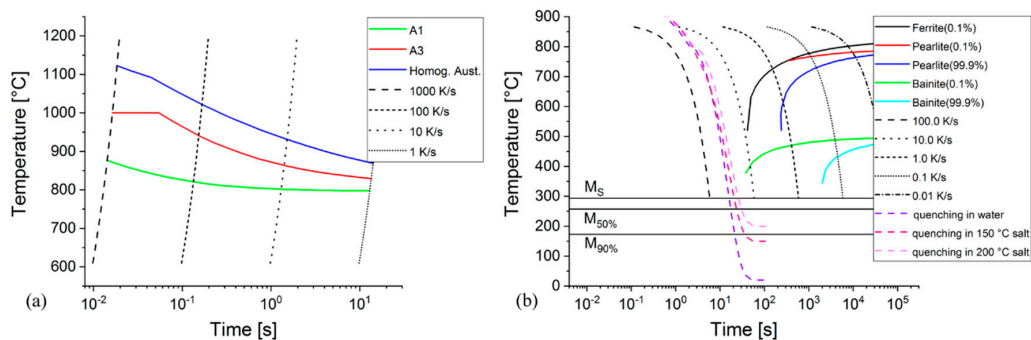 1200
1100
1000
900
800
700
600
Temperature [°C]
10⁻²
10⁻¹
10⁰
10¹
Time [s]
(a)
A1
A3
Homog. Aust.
1000 K/s
100 K/s
10 K/s
1 K/s
900
800
700
600
500
400
300
200
100
0
Temperature [°C]
Mₛ
M₅₀%
M₉₀%
10⁻²
10⁻¹
10⁰
10¹
10²
10³
10⁴
10⁵
Time [s]
(b)
Ferrite(0.1%)
Pearlite(0.1%)
Pearlite(99.9%)
Bainite(0.1%)
Bainite(99.9%)
100.0 K/s
10.0 K/s
1.0 K/s
0.1 K/s
0.01 K/s
quenching in water
quenching in 150 °C salt
quenching in 200 °C salt